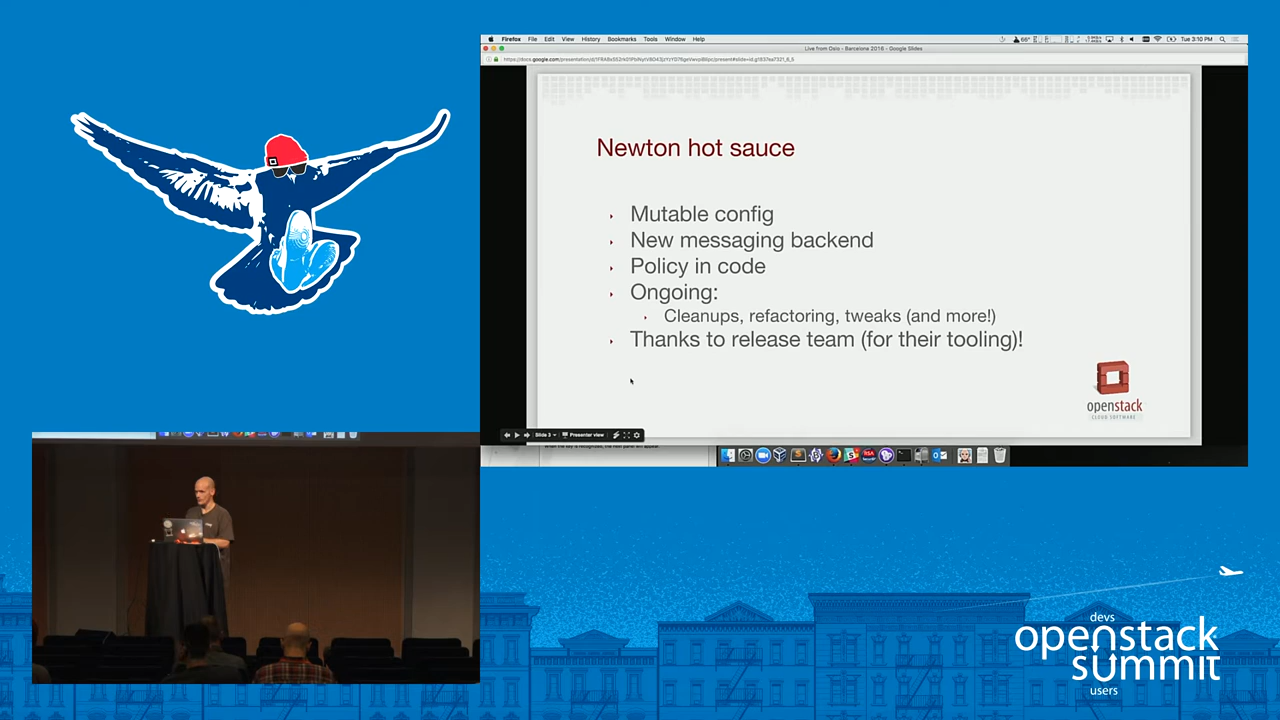 Firefox File Edit View History Bookmarks Tools Window Help
66° Tue 3:10 PM
Live from Oslo - Barcelona 2016 - Google Slides
Newton hot sauce
Mutable config
New messaging backend
Policy in code
Ongoing:
Cleanups, refactoring, tweaks (and more!)
Thanks to release team (for their tooling)!
openstack
CLOUD SOFTWARE
Slide 3 Presenter view
RSA
devs
openstack
summit
users